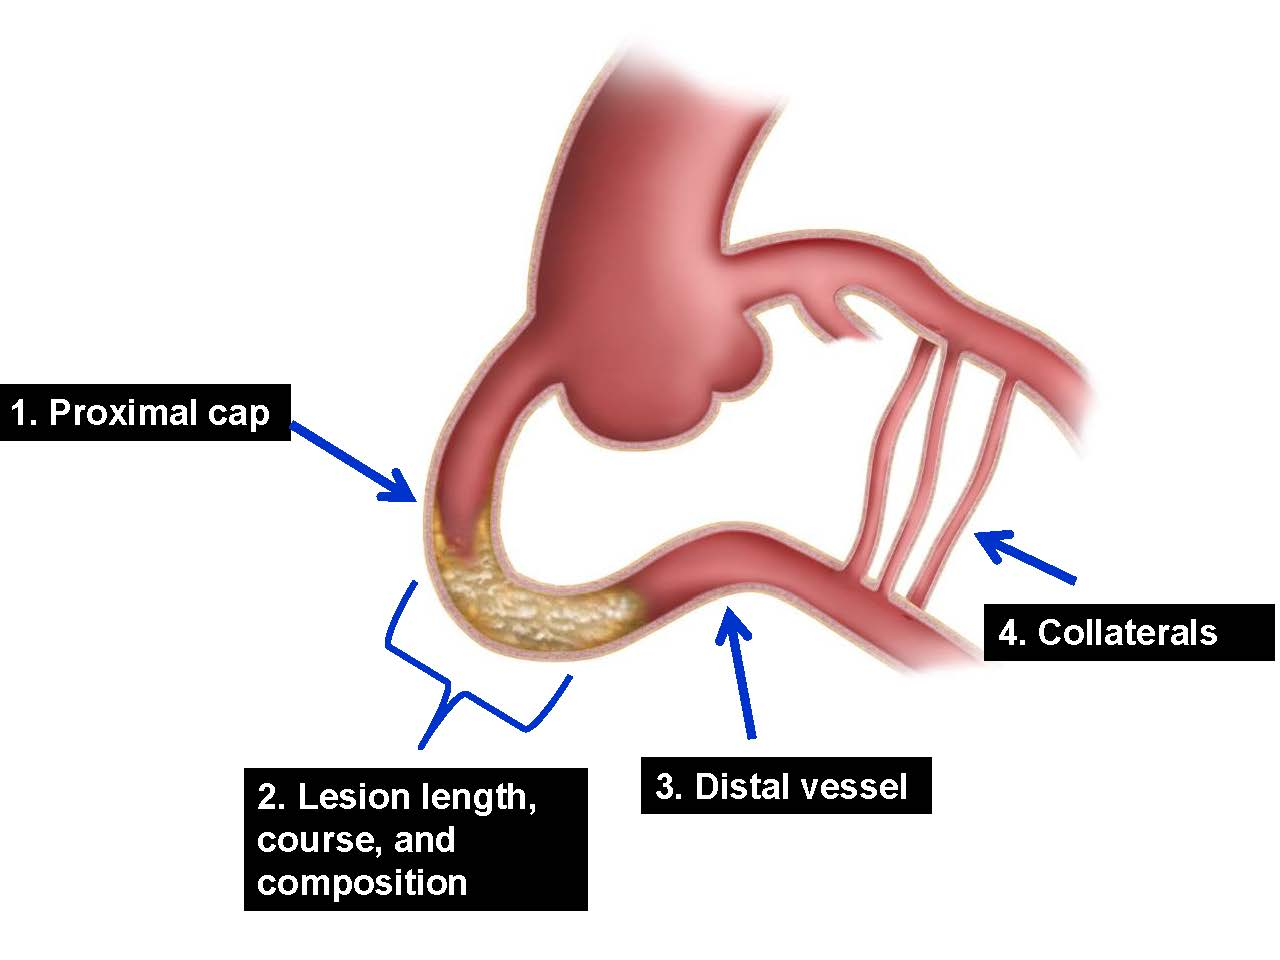 1. Proximal cap
4. Collaterals
3. Distal vessel
2. Lesion length,
course, and
composition